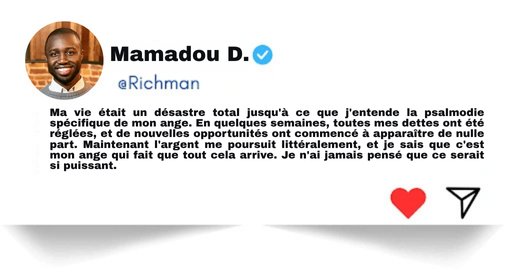 Mamadou D.
@Richman
Ma vie était un désastre total jusqu'à ce que j'entende la psalmodie
spécifique de mon ange. En quelques semaines, toutes mes dettes ont été
réglées, et de nouvelles opportunités ont commencé à apparaître de nulle
part. Maintenant l'argent me poursuit littéralement, et je sais que c'est
mon ange qui fait que tout cela arrive. Je n'ai jamais pensé que ce serait
si puissant.